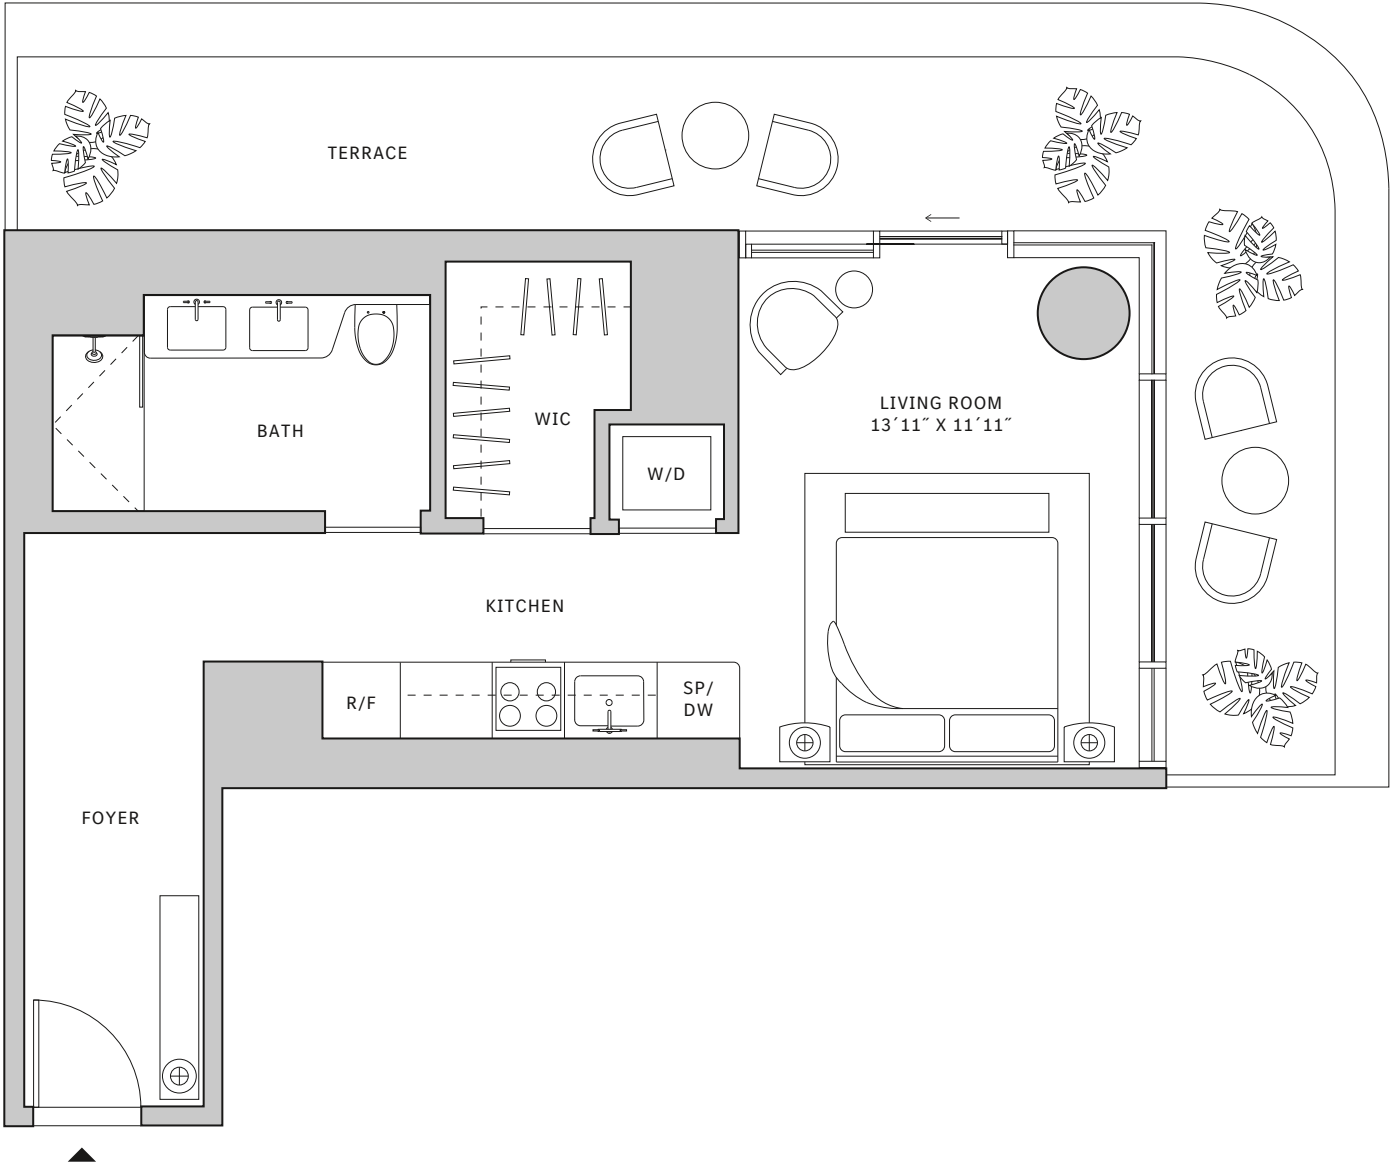 TERRACE
LIVING ROOM
13´11˝ X 11´11˝
WIC
BATH
W/D
KITCHEN
R/F
SP/
DW
FOYER